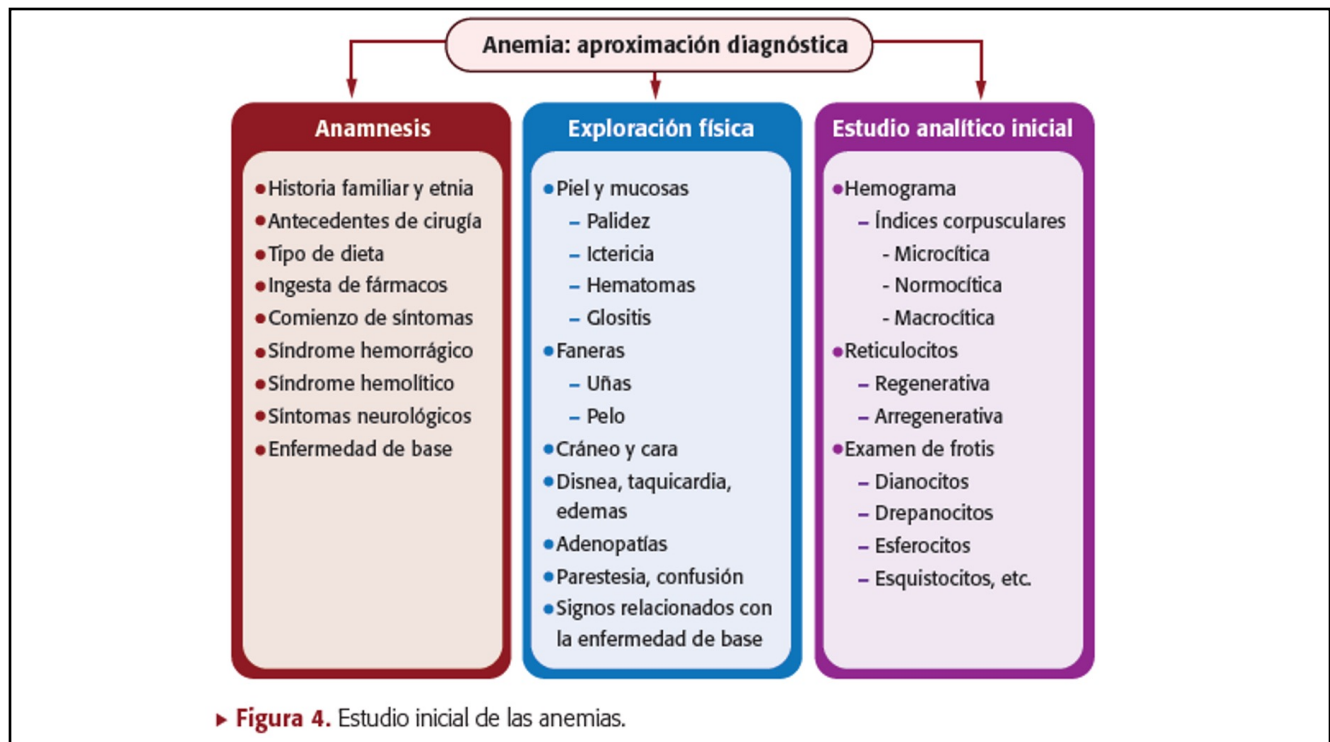 Anemia: aproximación diagnóstica
Anamnesis
•Historia familiar y etnia
•Antecedentes de cirugía
•Tipo de dieta
•Ingesta de fármacos
•Comienzo de síntomas
•Síndrome hemorrágico
•Síndrome hemolítico
•Síntomas neurológicos
•Enfermedad de base
Exploración física
•Piel y mucosas
– Palidez
– Ictericia
– Hematomas
– Glositis
•Faneras
– Uñas
– Pelo
•Cráneo y cara
•Disnea, taquicardia,
edemas
•Adenopatías
•Parestesia, confusión
•Signos relacionados con
la enfermedad de base
Estudio analítico inicial
•Hemograma
– Índices corpusculares
- Microcítica
- Normocítica
- Macrocítica
•Reticulocitos
– Regenerativa
– Arregenerativa
•Examen de frotis
– Dianocitos
– Drepanocitos
– Esferocitos
– Esquistocitos, etc.
▸ Figura 4. Estudio inicial de las anemias.